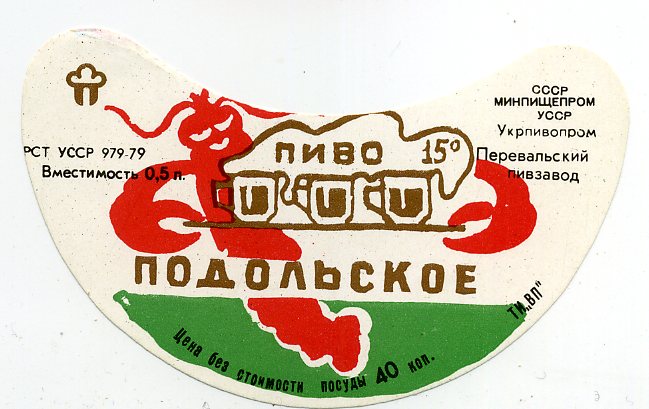 СССР
МИНПИЩЕПРОМ
УССР
Укрпивопром
Перевальский
пивзавод
РСТ УССР 979-79
Вместимость 0,5 л.
ПИВО 15°
ПОДОЛЬСКОЕ
Цена без стоимости посуды 40 коп.
ТИ „ВП"